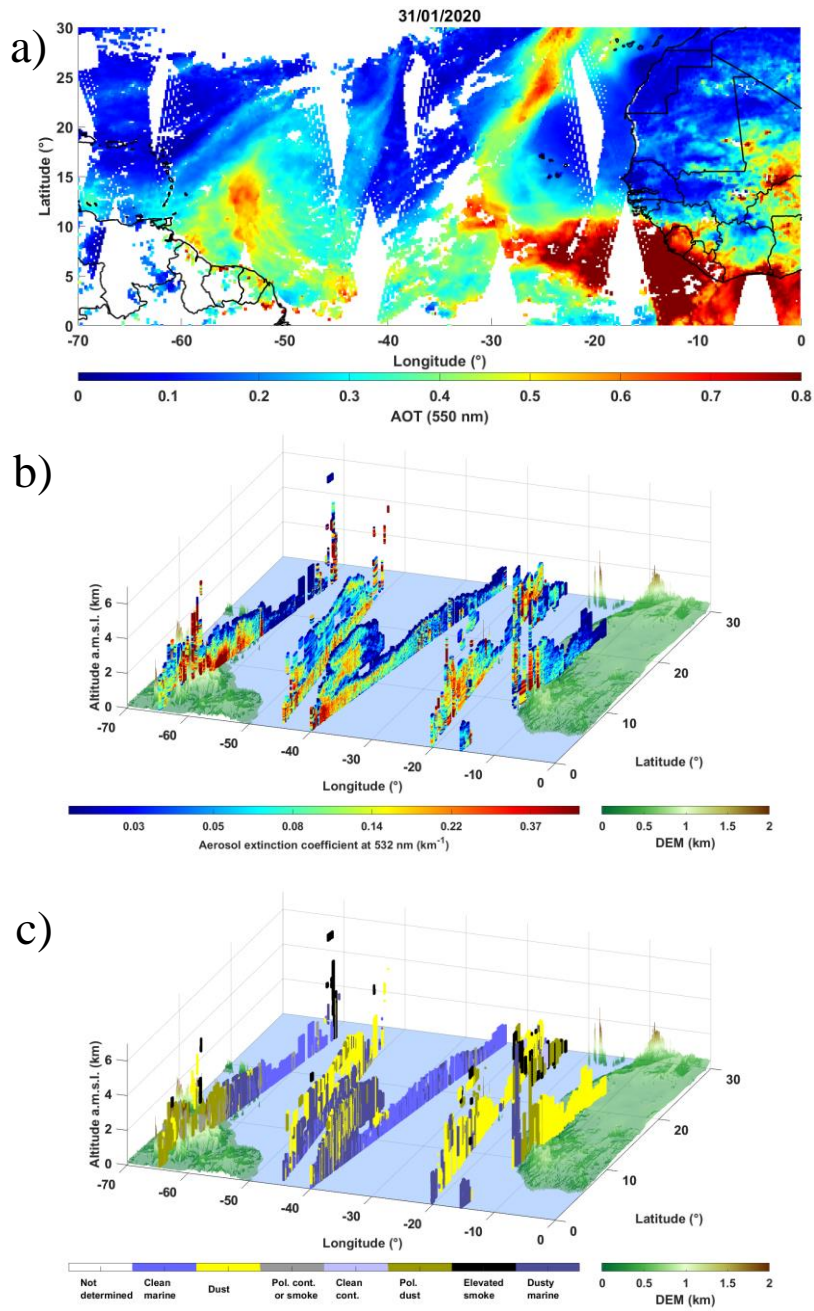 a)
31/01/2020
30
25
20
15
10
5
0
Latitude (°)
-70 -60 -50 -40 -30 -20 -10 0
Longitude (°)
0 0.1 0.2 0.3 0.4 0.5 0.6 0.7 0.8
AOT (550 nm)
b)
6
4
2
0
Altitude a.m.s.l. (km)
-70 -60 -50 -40 -30 -20 -10 0
Longitude (°)
0 10 20 30
Latitude (°)
0.03 0.05 0.08 0.14 0.22 0.37
Aerosol extinction coefficient at 532 nm (km⁻¹)
0 0.5 1 1.5 2
DEM (km)
c)
6
4
2
0
Altitude a.m.s.l. (km)
-70 -60 -50 -40 -30 -20 -10 0
Longitude (°)
0 10 20 30
Latitude (°)
Not determined
Clean marine
Dust
Pol. cont. or smoke
Clean cont.
Pol. dust
Elevated smoke
Dusty marine
0 0.5 1 1.5 2
DEM (km)